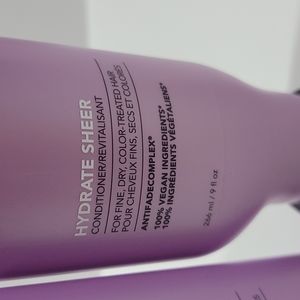 HYDRATE SHEER
CONDITIONER/REVITALISANT
FOR FINE, DRY, COLOR-TREATED HAIR
POUR CHEVEUX FINS, SECS ET COLORÉS
ANTIFADECOMPLEX®
100% VEGAN INGREDIENTS*
100% INGRÉDIENTS VÉGÉTALIENS*
266 ml / 9 fl oz